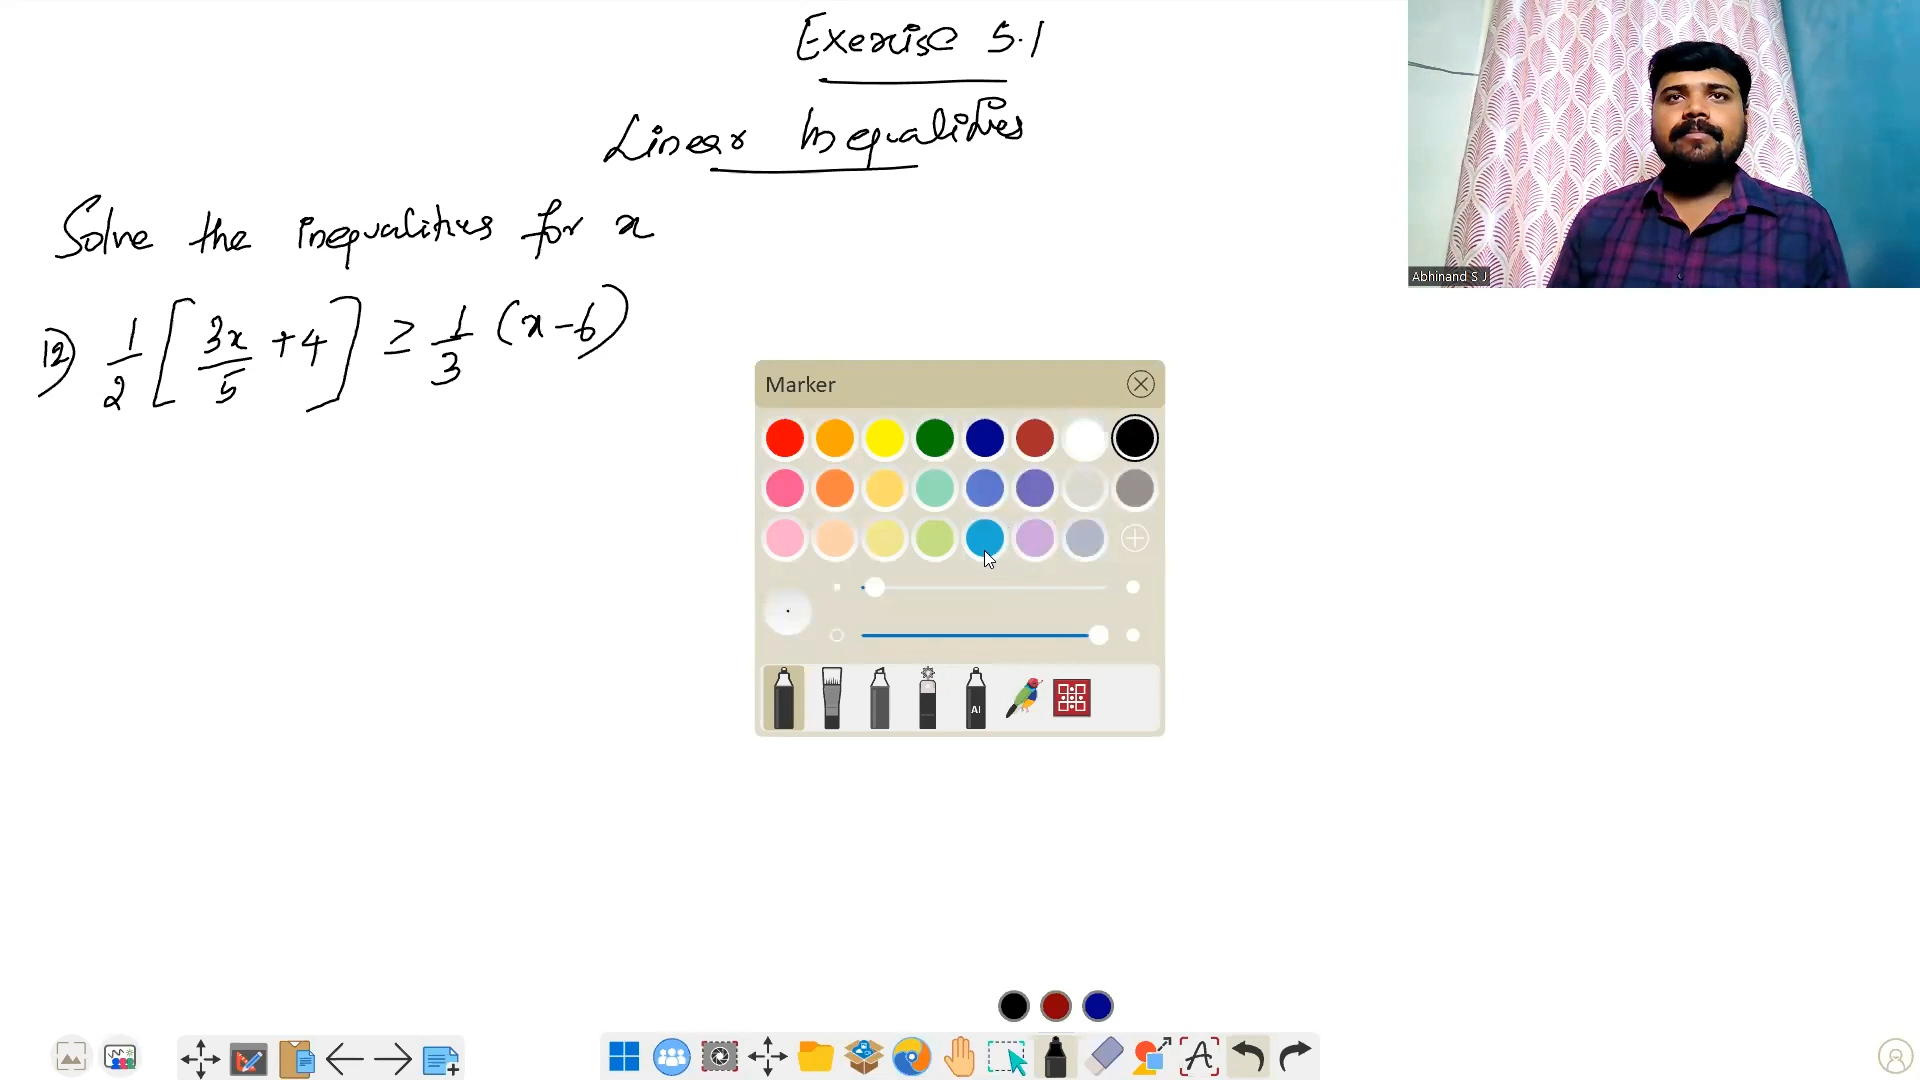 Exercise 5.1
Linear Inequalities
Solve the inequalities for x
12) 1/2 [3x/5 + 4] ≥ 1/3 (x-6)
Abhinand S J
Marker
AI
A